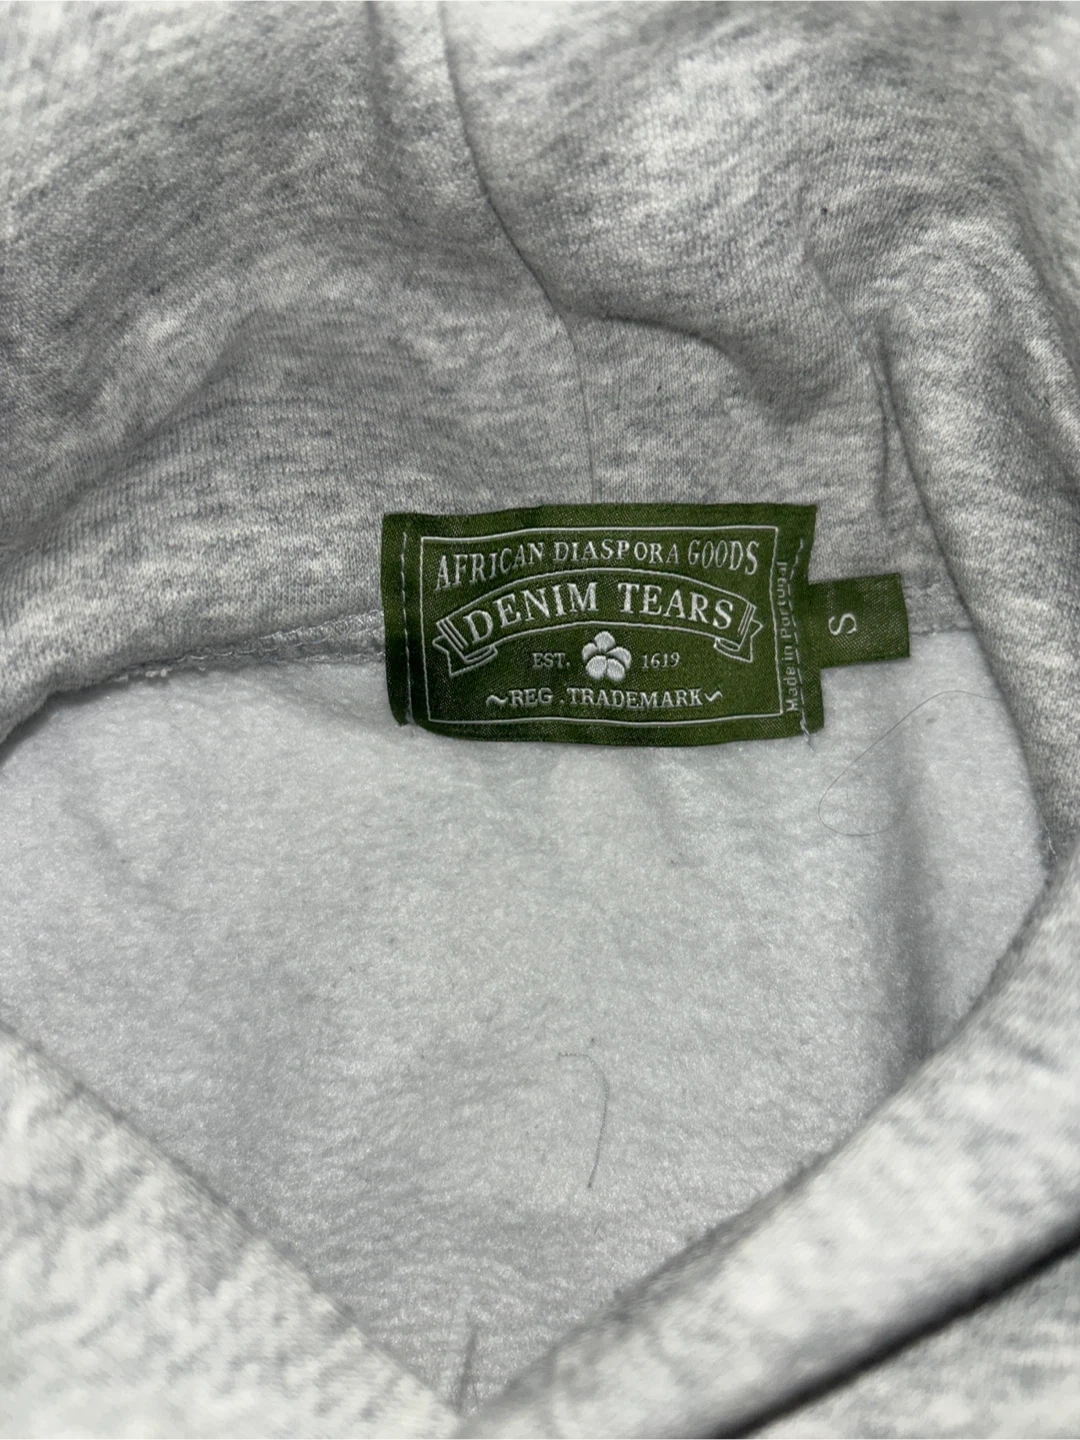 AFRICAN DIASPORA GOODS
DENIM TEARS
EST. 1619
~REG .TRADEMARK~
Made in Portugal
S